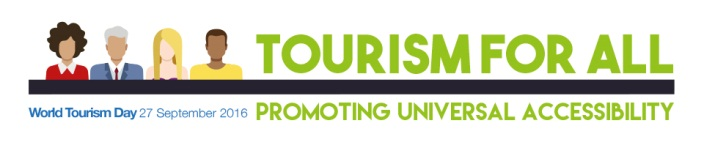 TOURISM FOR ALL
World Tourism Day 27 September 2016
PROMOTING UNIVERSAL ACCESSIBILITY